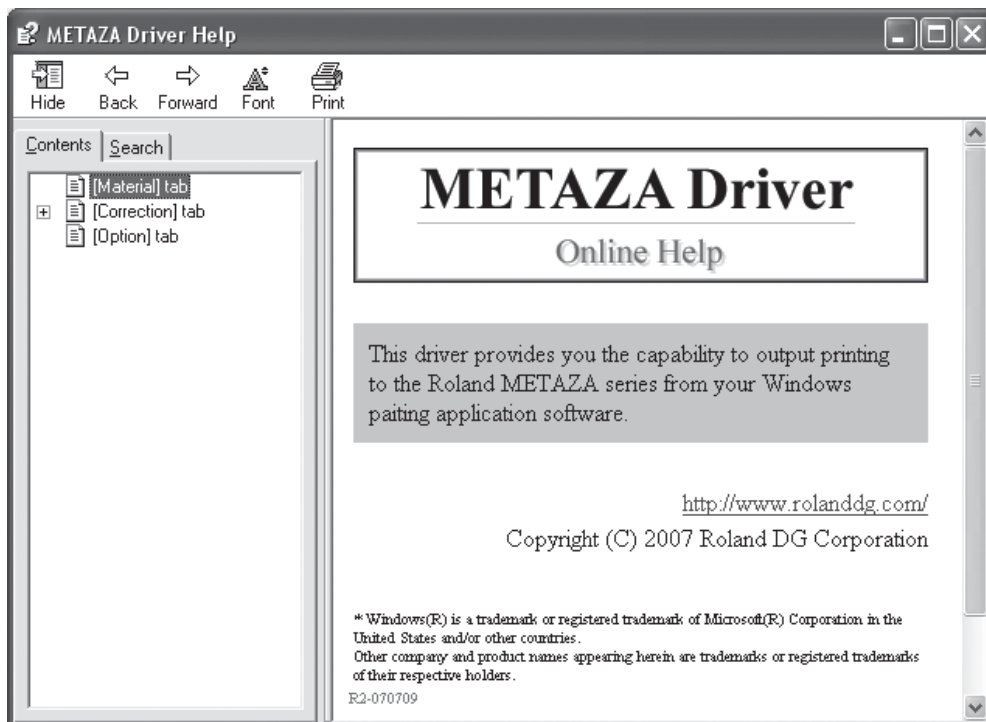 METAZA Driver Help
Hide Back Forward Font Print
Contents Search
[Material] tab
[Correction] tab
[Option] tab
METAZA Driver
Online Help
This driver provides you the capability to output printing
to the Roland METAZA series from your Windows
paiting application software.
http://www.rolanddg.com/
Copyright (C) 2007 Roland DG Corporation
* Windows(R) is a trademark or registered trademark of Microsoft(R) Corporation in the
United States and/or other countries.
Other company and product names appearing herein are trademarks or registered trademarks
of their respective holders.
R2-070709